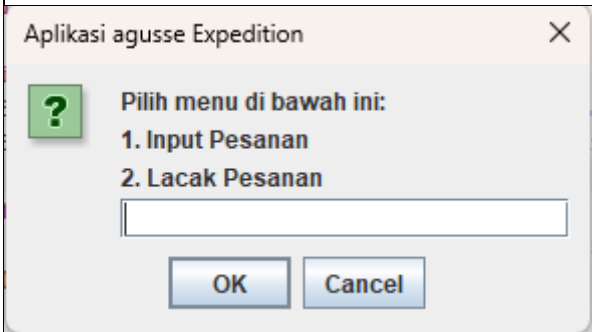 Aplikasi agusse Expedition
Pilih menu di bawah ini:
1. Input Pesanan
2. Lacak Pesanan
OK Cancel